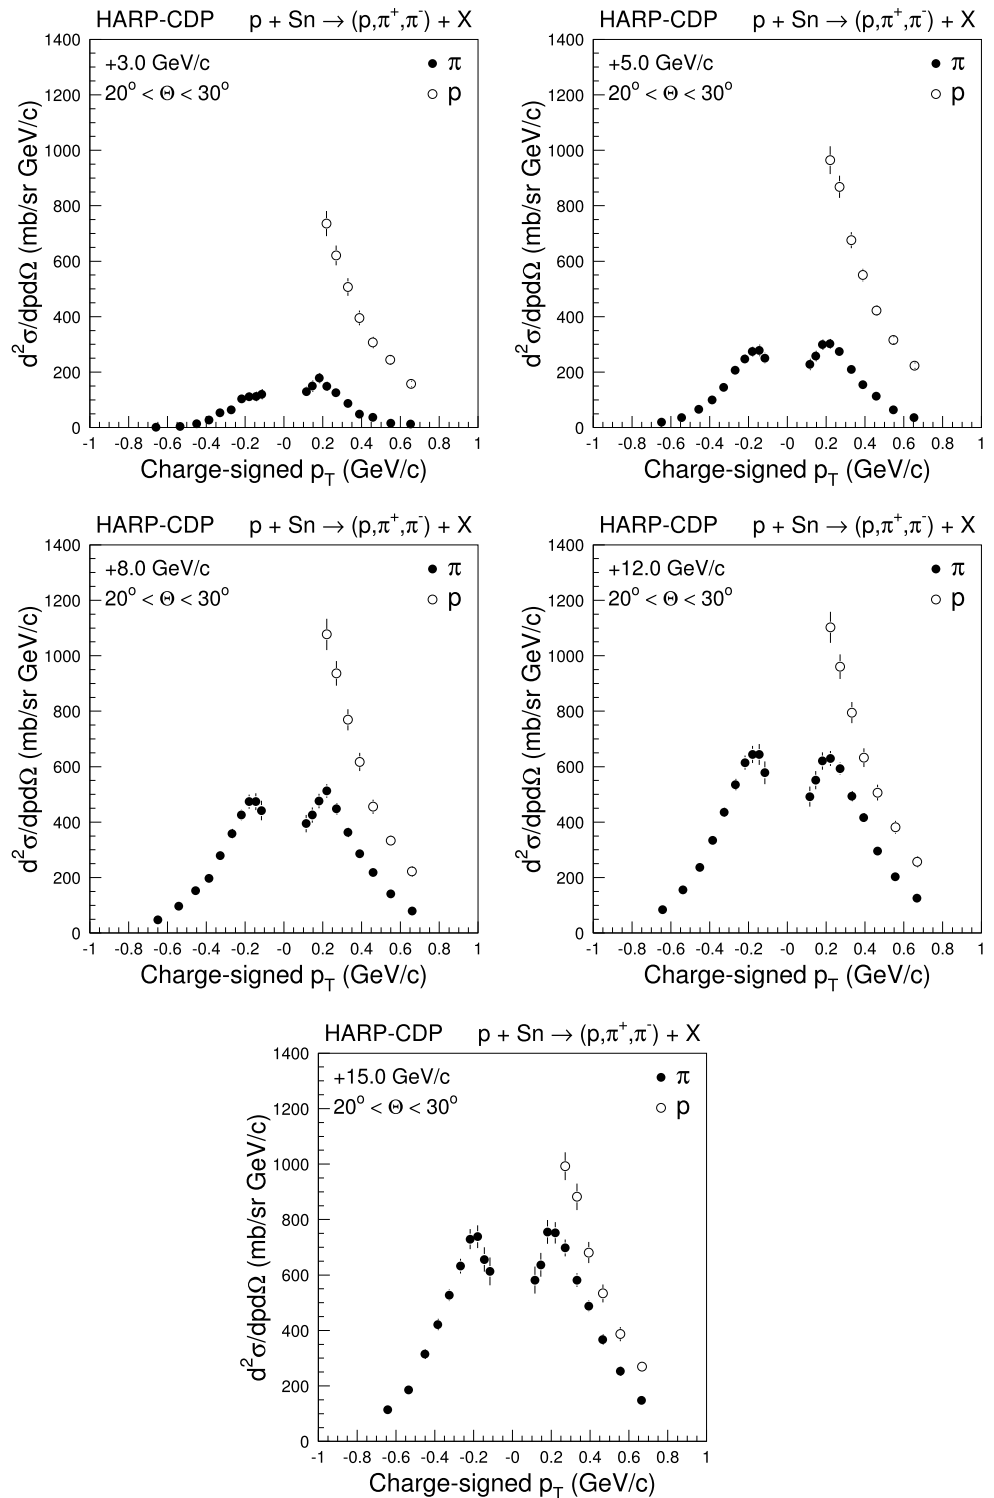 HARP-CDP p + Sn → (p,π⁺,π⁻) + X
+3.0 GeV/c π
20° < Θ < 30° p
d²σ/dpdΩ (mb/sr GeV/c)
1400
1200
1000
800
600
400
200
0
-1 -0.8 -0.6 -0.4 -0.2 -0 0.2 0.4 0.6 0.8 1
Charge-signed p_T (GeV/c)
HARP-CDP p + Sn → (p,π⁺,π⁻) + X
+5.0 GeV/c π
20° < Θ < 30° p
d²σ/dpdΩ (mb/sr GeV/c)
1400
1200
1000
800
600
400
200
0
-1 -0.8 -0.6 -0.4 -0.2 -0 0.2 0.4 0.6 0.8 1
Charge-signed p_T (GeV/c)
HARP-CDP p + Sn → (p,π⁺,π⁻) + X
+8.0 GeV/c π
20° < Θ < 30° p
d²σ/dpdΩ (mb/sr GeV/c)
1400
1200
1000
800
600
400
200
0
-1 -0.8 -0.6 -0.4 -0.2 -0 0.2 0.4 0.6 0.8 1
Charge-signed p_T (GeV/c)
HARP-CDP p + Sn → (p,π⁺,π⁻) + X
+12.0 GeV/c π
20° < Θ < 30° p
d²σ/dpdΩ (mb/sr GeV/c)
1400
1200
1000
800
600
400
200
0
-1 -0.8 -0.6 -0.4 -0.2 -0 0.2 0.4 0.6 0.8 1
Charge-signed p_T (GeV/c)
HARP-CDP p + Sn → (p,π⁺,π⁻) + X
+15.0 GeV/c π
20° < Θ < 30° p
d²σ/dpdΩ (mb/sr GeV/c)
1400
1200
1000
800
600
400
200
0
-1 -0.8 -0.6 -0.4 -0.2 -0 0.2 0.4 0.6 0.8 1
Charge-signed p_T (GeV/c)